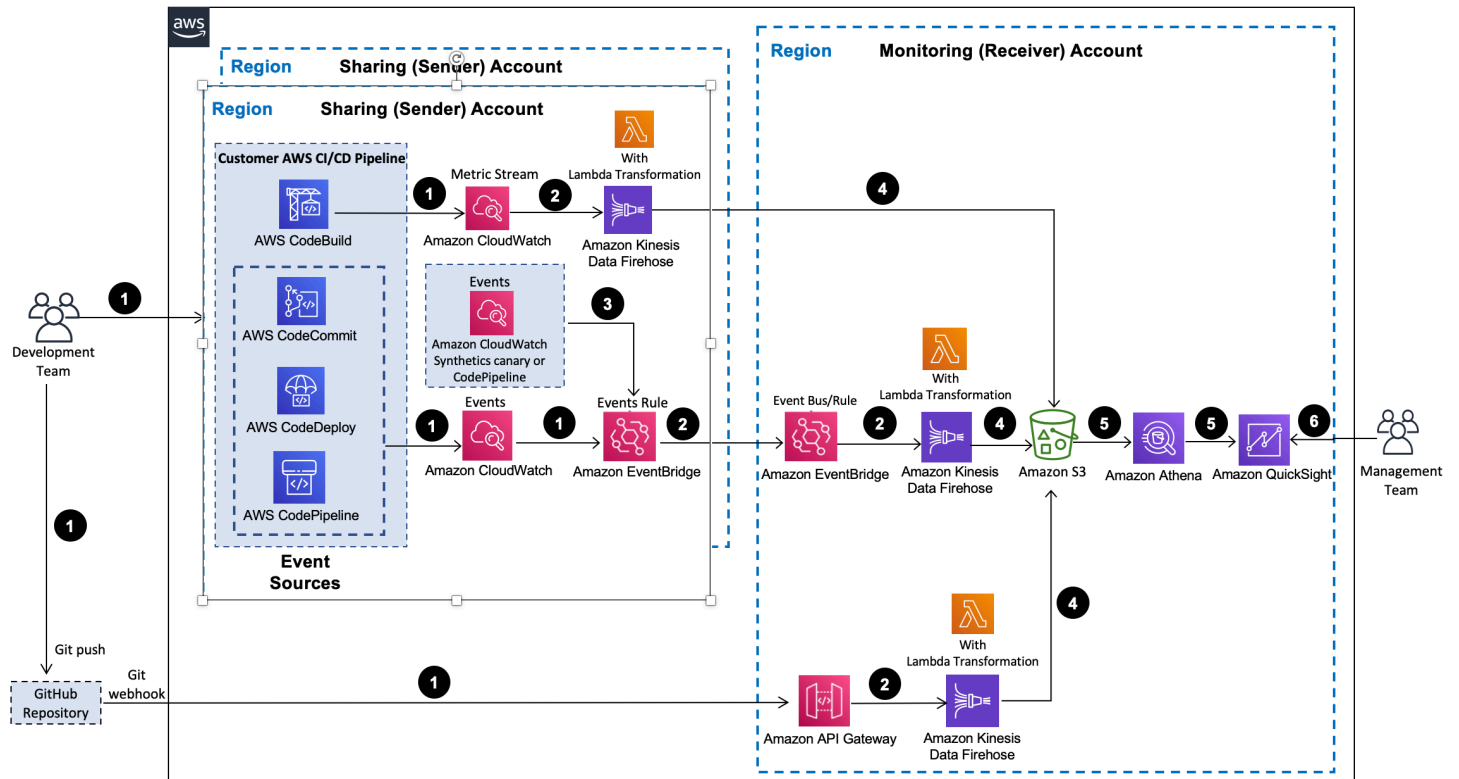 aws
Region
Sharing (Sender) Account
Region
Sharing (Sender) Account
Customer AWS CI/CD Pipeline
AWS CodeBuild
AWS CodeCommit
AWS CodeDeploy
AWS CodePipeline
Event
Sources
1
Metric Stream
Amazon CloudWatch
2
With
Lambda Transformation
Amazon Kinesis
Data Firehose
4
Events
Amazon CloudWatch
Synthetics canary or
CodePipeline
3
1
Events
Amazon CloudWatch
1
Events Rule
Amazon EventBridge
2
1
Development
Team
1
Git push
GitHub
Repository
Git
webhook
1
Region
Monitoring (Receiver) Account
Event Bus/Rule
Amazon EventBridge
2
With
Lambda Transformation
Amazon Kinesis
Data Firehose
4
Amazon S3
5
Amazon Athena
5
Amazon QuickSight
6
Management
Team
Amazon API Gateway
2
With
Lambda Transformation
Amazon Kinesis
Data Firehose
4